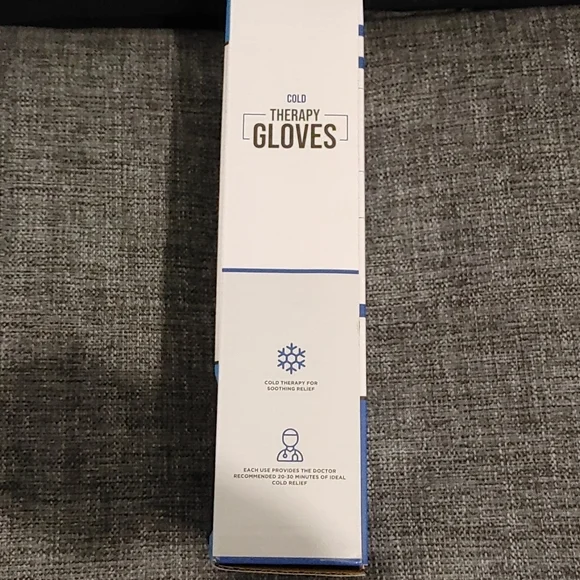 COLD
THERAPY
GLOVES
COLD THERAPY FOR
SOOTHING RELIEF
EACH USE PROVIDES THE DOCTOR
RECOMMENDED 20-30 MINUTES OF IDEAL
COLD RELIEF